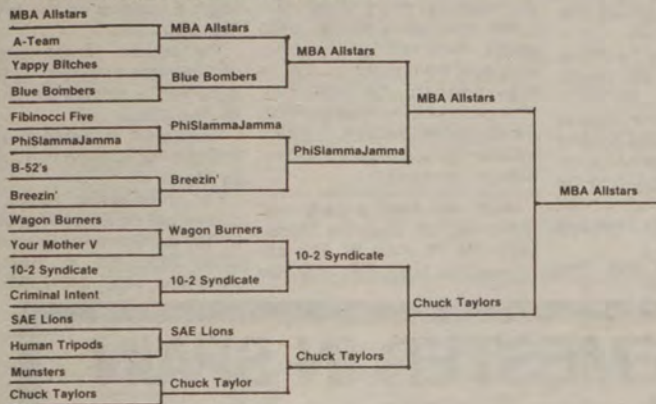 MBA Allstars
A-Team
Yappy Bitches
Blue Bombers
Fibinocci Five
PhiSlammaJamma
B-52's
Breezin'
Wagon Burners
Your Mother V
10-2 Syndicate
Criminal Intent
SAE Lions
Human Tripods
Munsters
Chuck Taylors
MBA Allstars
Blue Bombers
PhiSlammaJamma
Breezin'
Wagon Burners
10-2 Syndicate
SAE Lions
Chuck Taylor
MBA Allstars
PhiSlammaJamma
10-2 Syndicate
Chuck Taylors
MBA Allstars
Chuck Taylors
MBA Allstars